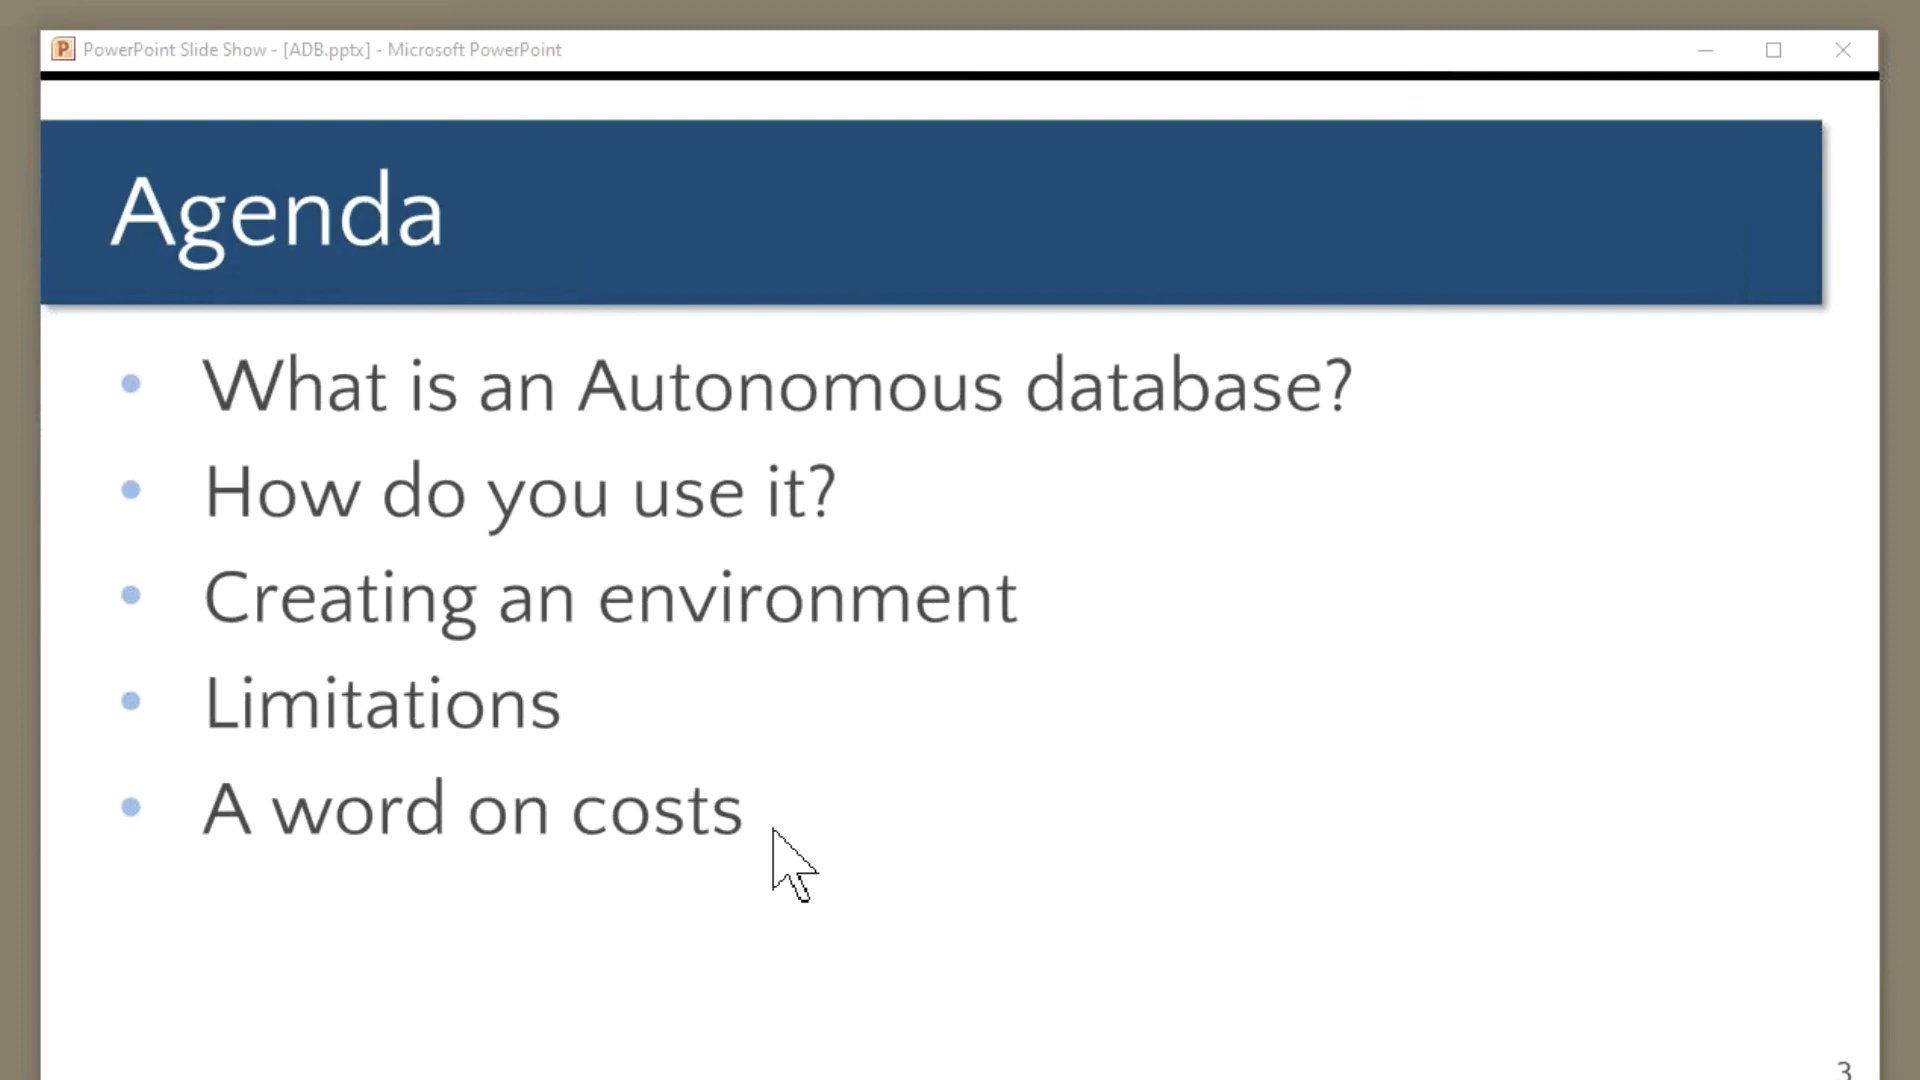 PowerPoint Slide Show - [ADB.pptx] - Microsoft PowerPoint
Agenda
• What is an Autonomous database?
• How do you use it?
• Creating an environment
• Limitations
• A word on costs
3